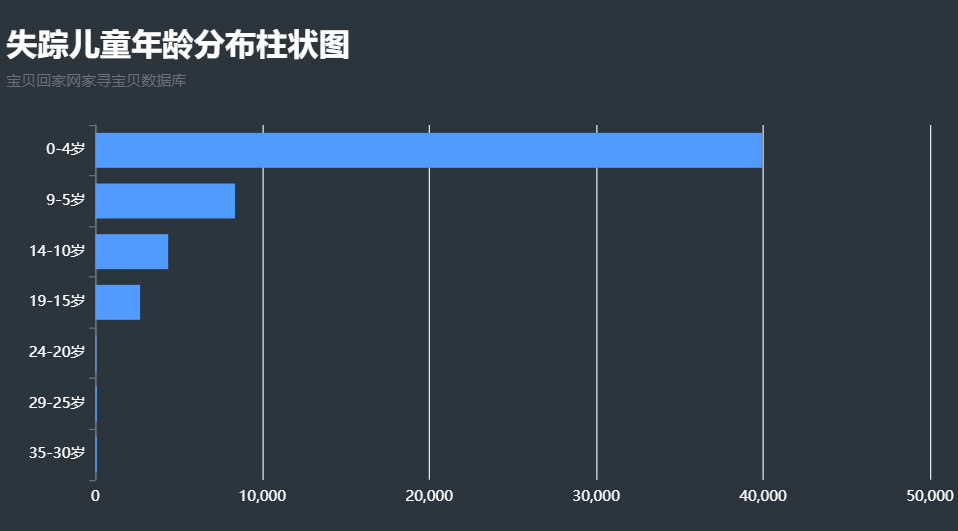 失踪儿童年龄分布柱状图
宝贝回家网家寻宝贝数据库
0-4岁
9-5岁
14-10岁
19-15岁
24-20岁
29-25岁
35-30岁
0 10,000 20,000 30,000 40,000 50,000